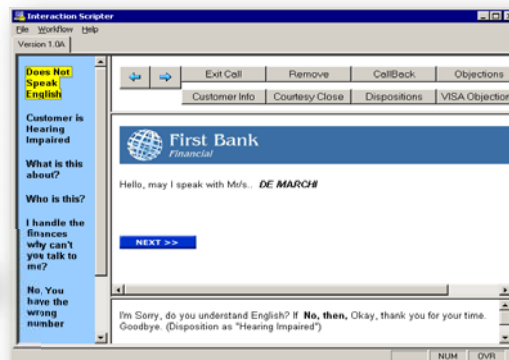 Interaction Scripter
File Workflow Help
Version 1.0A
Does Not
Speak
English
Customer is
Hearing
Impaired
What is this
about?
Who is this?
I handle the
finances
why can't
you talk to
me?
No, You
have the
wrong
number
Exit Call Remove CallBack Objections
Customer Info Courtesy Close Dispositions VISA Objection
First Bank
Financial
Hello, may I speak with Mr/s.. DE MARCHI
NEXT >>
I'm Sorry, do you understand English? If No, then, Okay, thank you for your time.
Goodbye. (Disposition as "Hearing Impaired")
NUM OVR